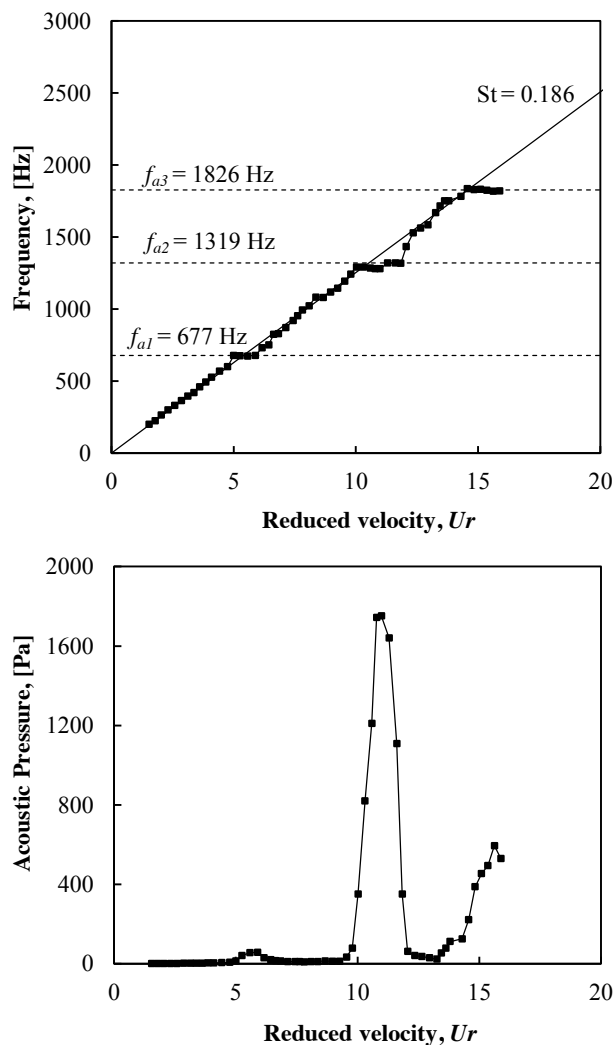 3000
2500
2000
1500
1000
500
0
Frequency, [Hz]
St = 0.186
fa3 = 1826 Hz
fa2 = 1319 Hz
fa1 = 677 Hz
0 5 10 15 20
Reduced velocity, Ur
2000
1600
1200
800
400
0
Acoustic Pressure, [Pa]
0 5 10 15 20
Reduced velocity, Ur